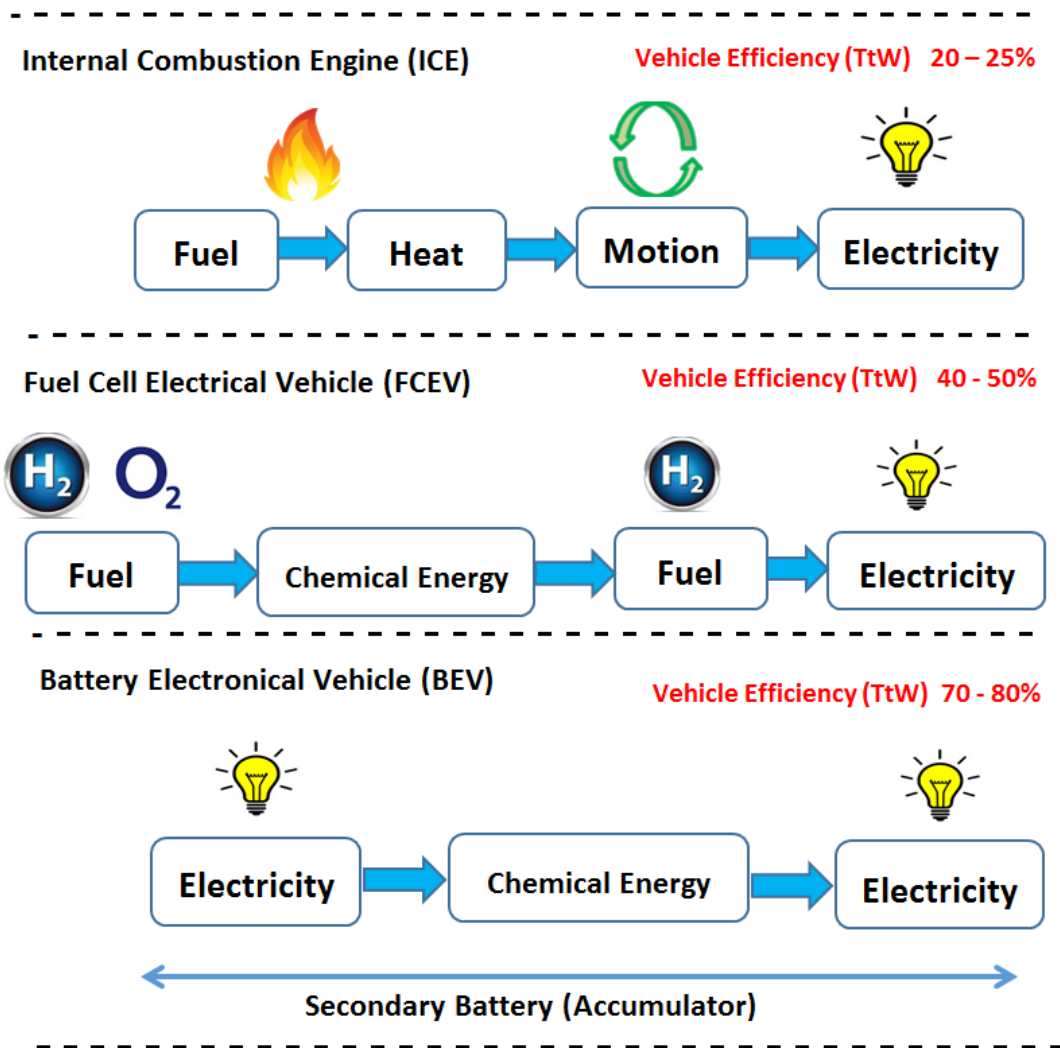 Internal Combustion Engine (ICE)
Vehicle Efficiency (TtW) 20 – 25%
Fuel
Heat
Motion
Electricity
Fuel Cell Electrical Vehicle (FCEV)
Vehicle Efficiency (TtW) 40 - 50%
H2
O2
H2
Fuel
Chemical Energy
Fuel
Electricity
Battery Electronical Vehicle (BEV)
Vehicle Efficiency (TtW) 70 - 80%
Electricity
Chemical Energy
Electricity
Secondary Battery (Accumulator)